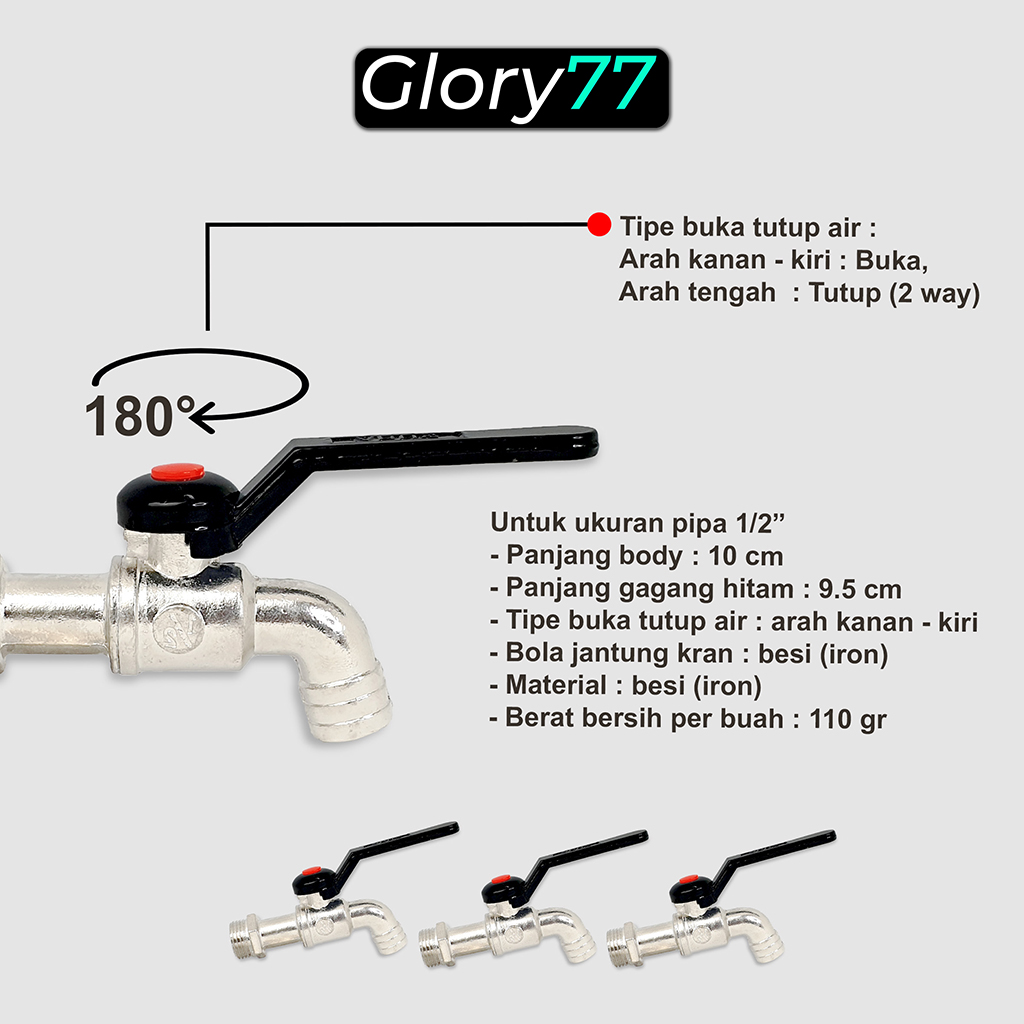 Glory77
Tipe buka tutup air :
Arah kanan - kiri : Buka,
Arah tengah : Tutup (2 way)
180°
Untuk ukuran pipa 1/2”
- Panjang body : 10 cm
- Panjang gagang hitam : 9.5 cm
- Tipe buka tutup air : arah kanan - kiri
- Bola jantung kran : besi (iron)
- Material : besi (iron)
- Berat bersih per buah : 110 gr